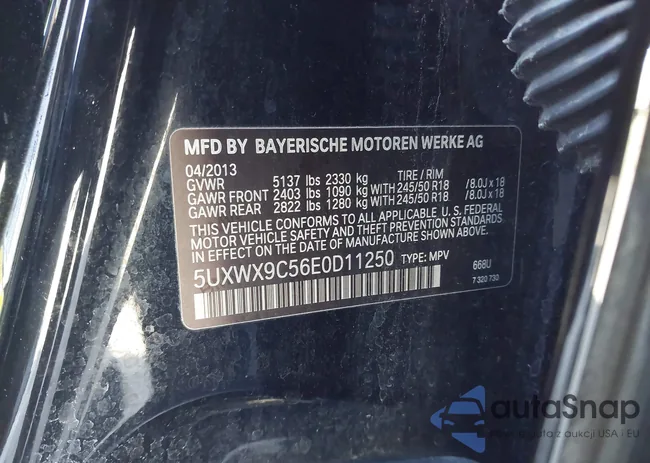 MFD BY BAYERISCHE MOTOREN WERKE AG
04/2013
GVWR 5137 lbs 2330 kg TIRE / RIM
GAWR FRONT 2403 lbs 1090 kg WITH 245/50 R18 / 8.0J x 18
GAWR REAR 2822 lbs 1280 kg WITH 245/50 R18 / 8.0J x 18
THIS VEHICLE CONFORMS TO ALL APPLICABLE U. S. FEDERAL
MOTOR VEHICLE SAFETY AND THEFT PREVENTION STANDARDS
IN EFFECT ON THE DATE OF MANUFACTURE SHOWN ABOVE.
5UXWX9C56E0D11250 TYPE: MPV 668U
7 320 730
autoSnap
z aukcji USA i EU